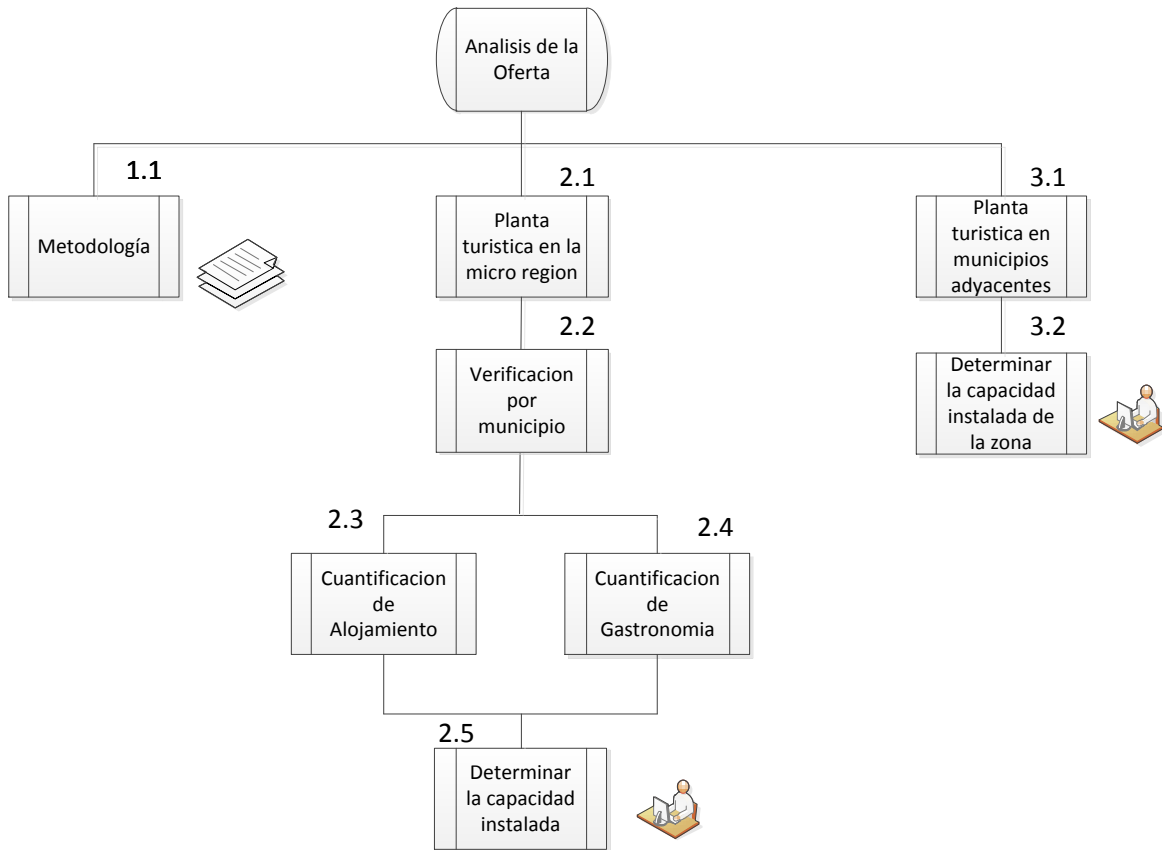 Analisis de la
Oferta
1.1
Metodología
2.1
Planta
turistica en la
micro region
3.1
Planta
turistica en
municipios
adyacentes
2.2
Verificacion
por
municipio
3.2
Determinar
la capacidad
instalada de
la zona
2.3
Cuantificacion
de
Alojamiento
2.4
Cuantificacion
de
Gastronomia
2.5
Determinar
la capacidad
instalada